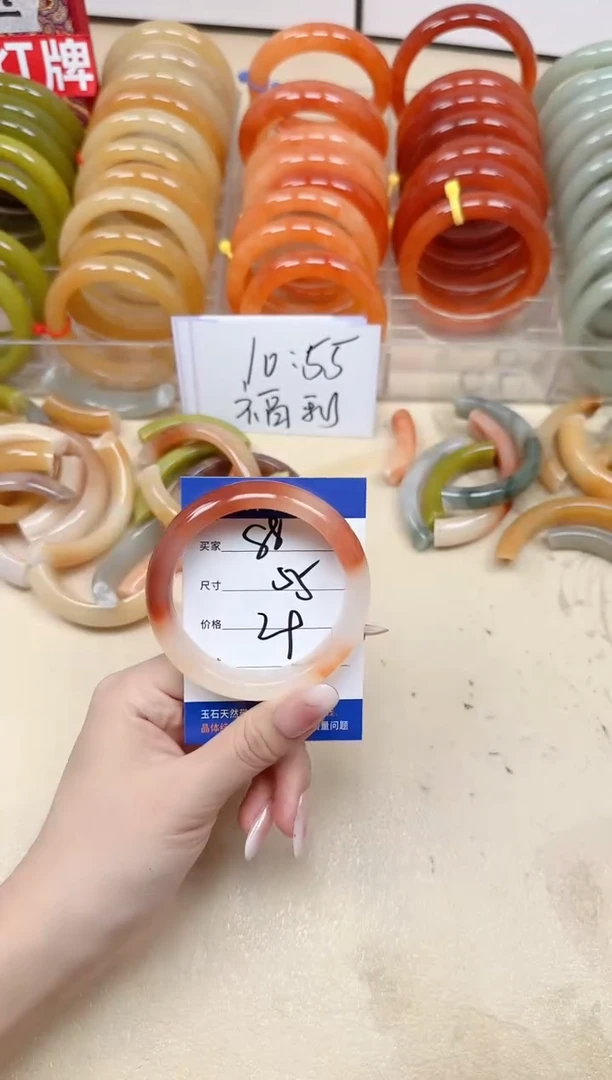 红牌
10:55
福利
买家 88
尺寸 55
价格 24
玉石天然
晶体 质量问题